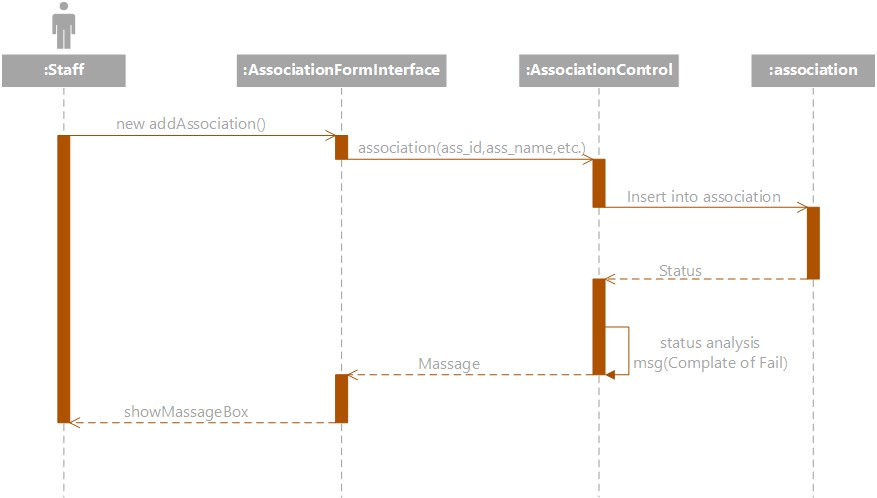 :Staff
:AssociationFormInterface
:AssociationControl
:association
new addAssociation()
association(ass_id,ass_name,etc.)
Insert into association
Status
status analysis
msg(Complate of Fail)
Massage
showMassageBox